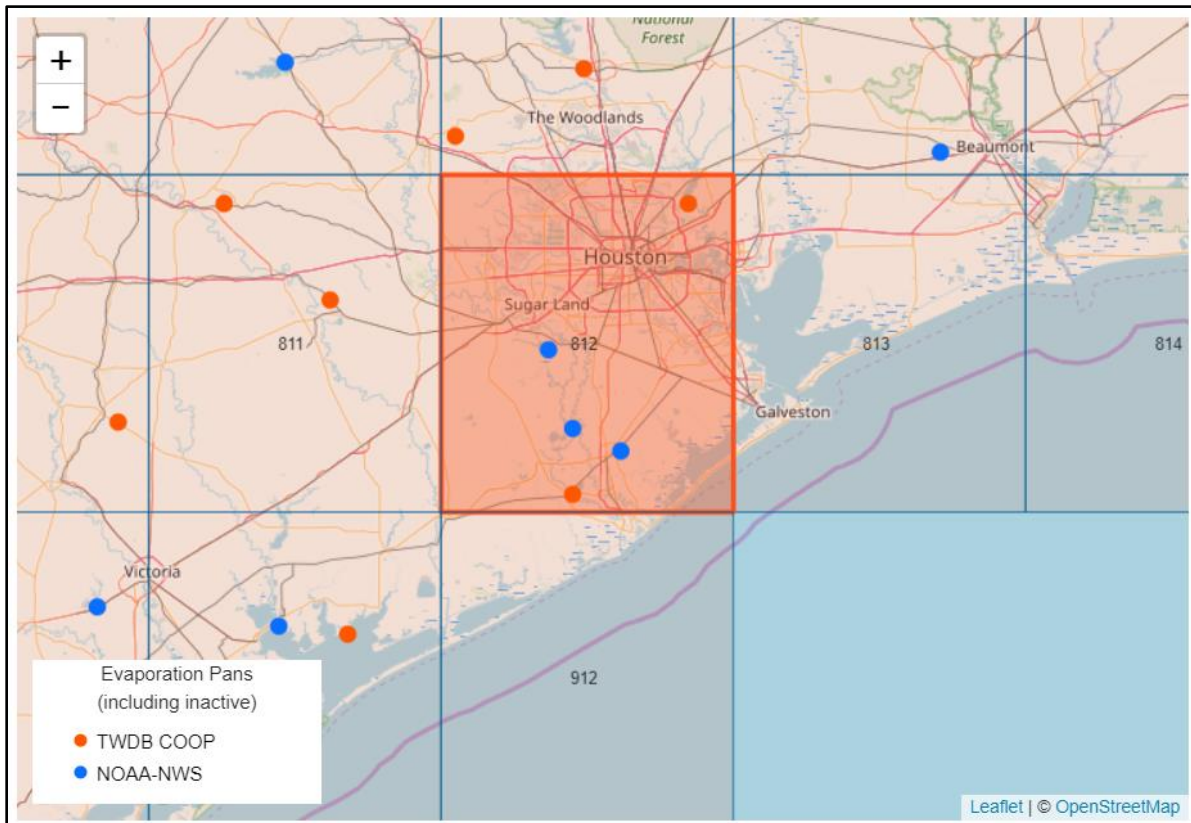 +
National
Forest
−
The Woodlands
Beaumont
Houston
Sugar Land
811
812
813
814
Galveston
Victoria
912
Evaporation Pans
(including inactive)
TWDB COOP
NOAA-NWS
Leaflet | © OpenStreetMap